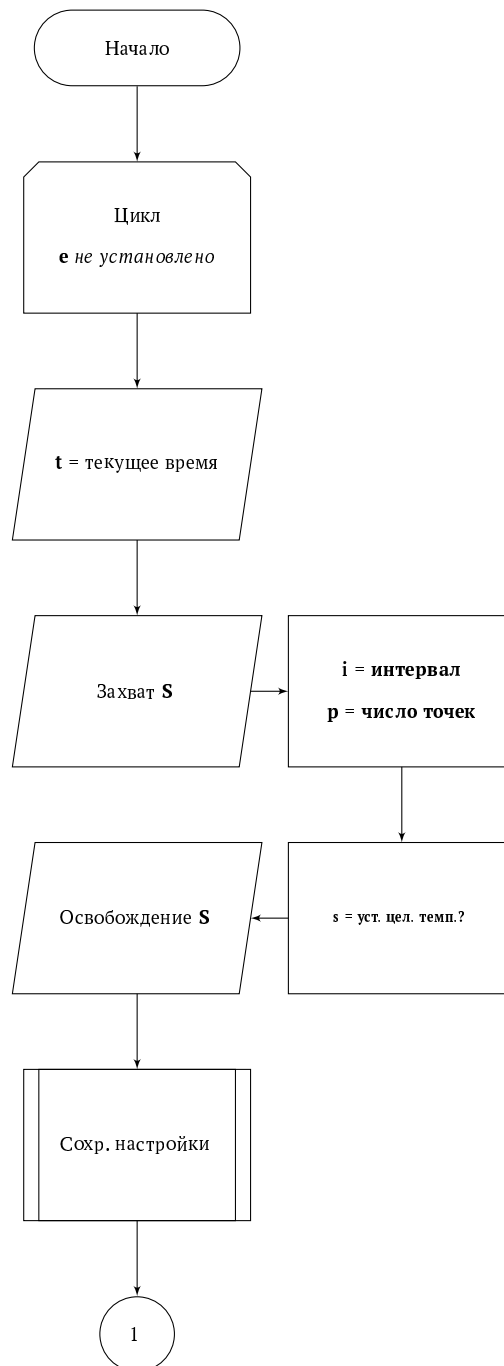 Начало
Цикл
e не установлено
t = текущее время
Захват S
i = интервал
p = число точек
s = уст. цел. темп.?
Освобождение S
Сохр. настройки
1